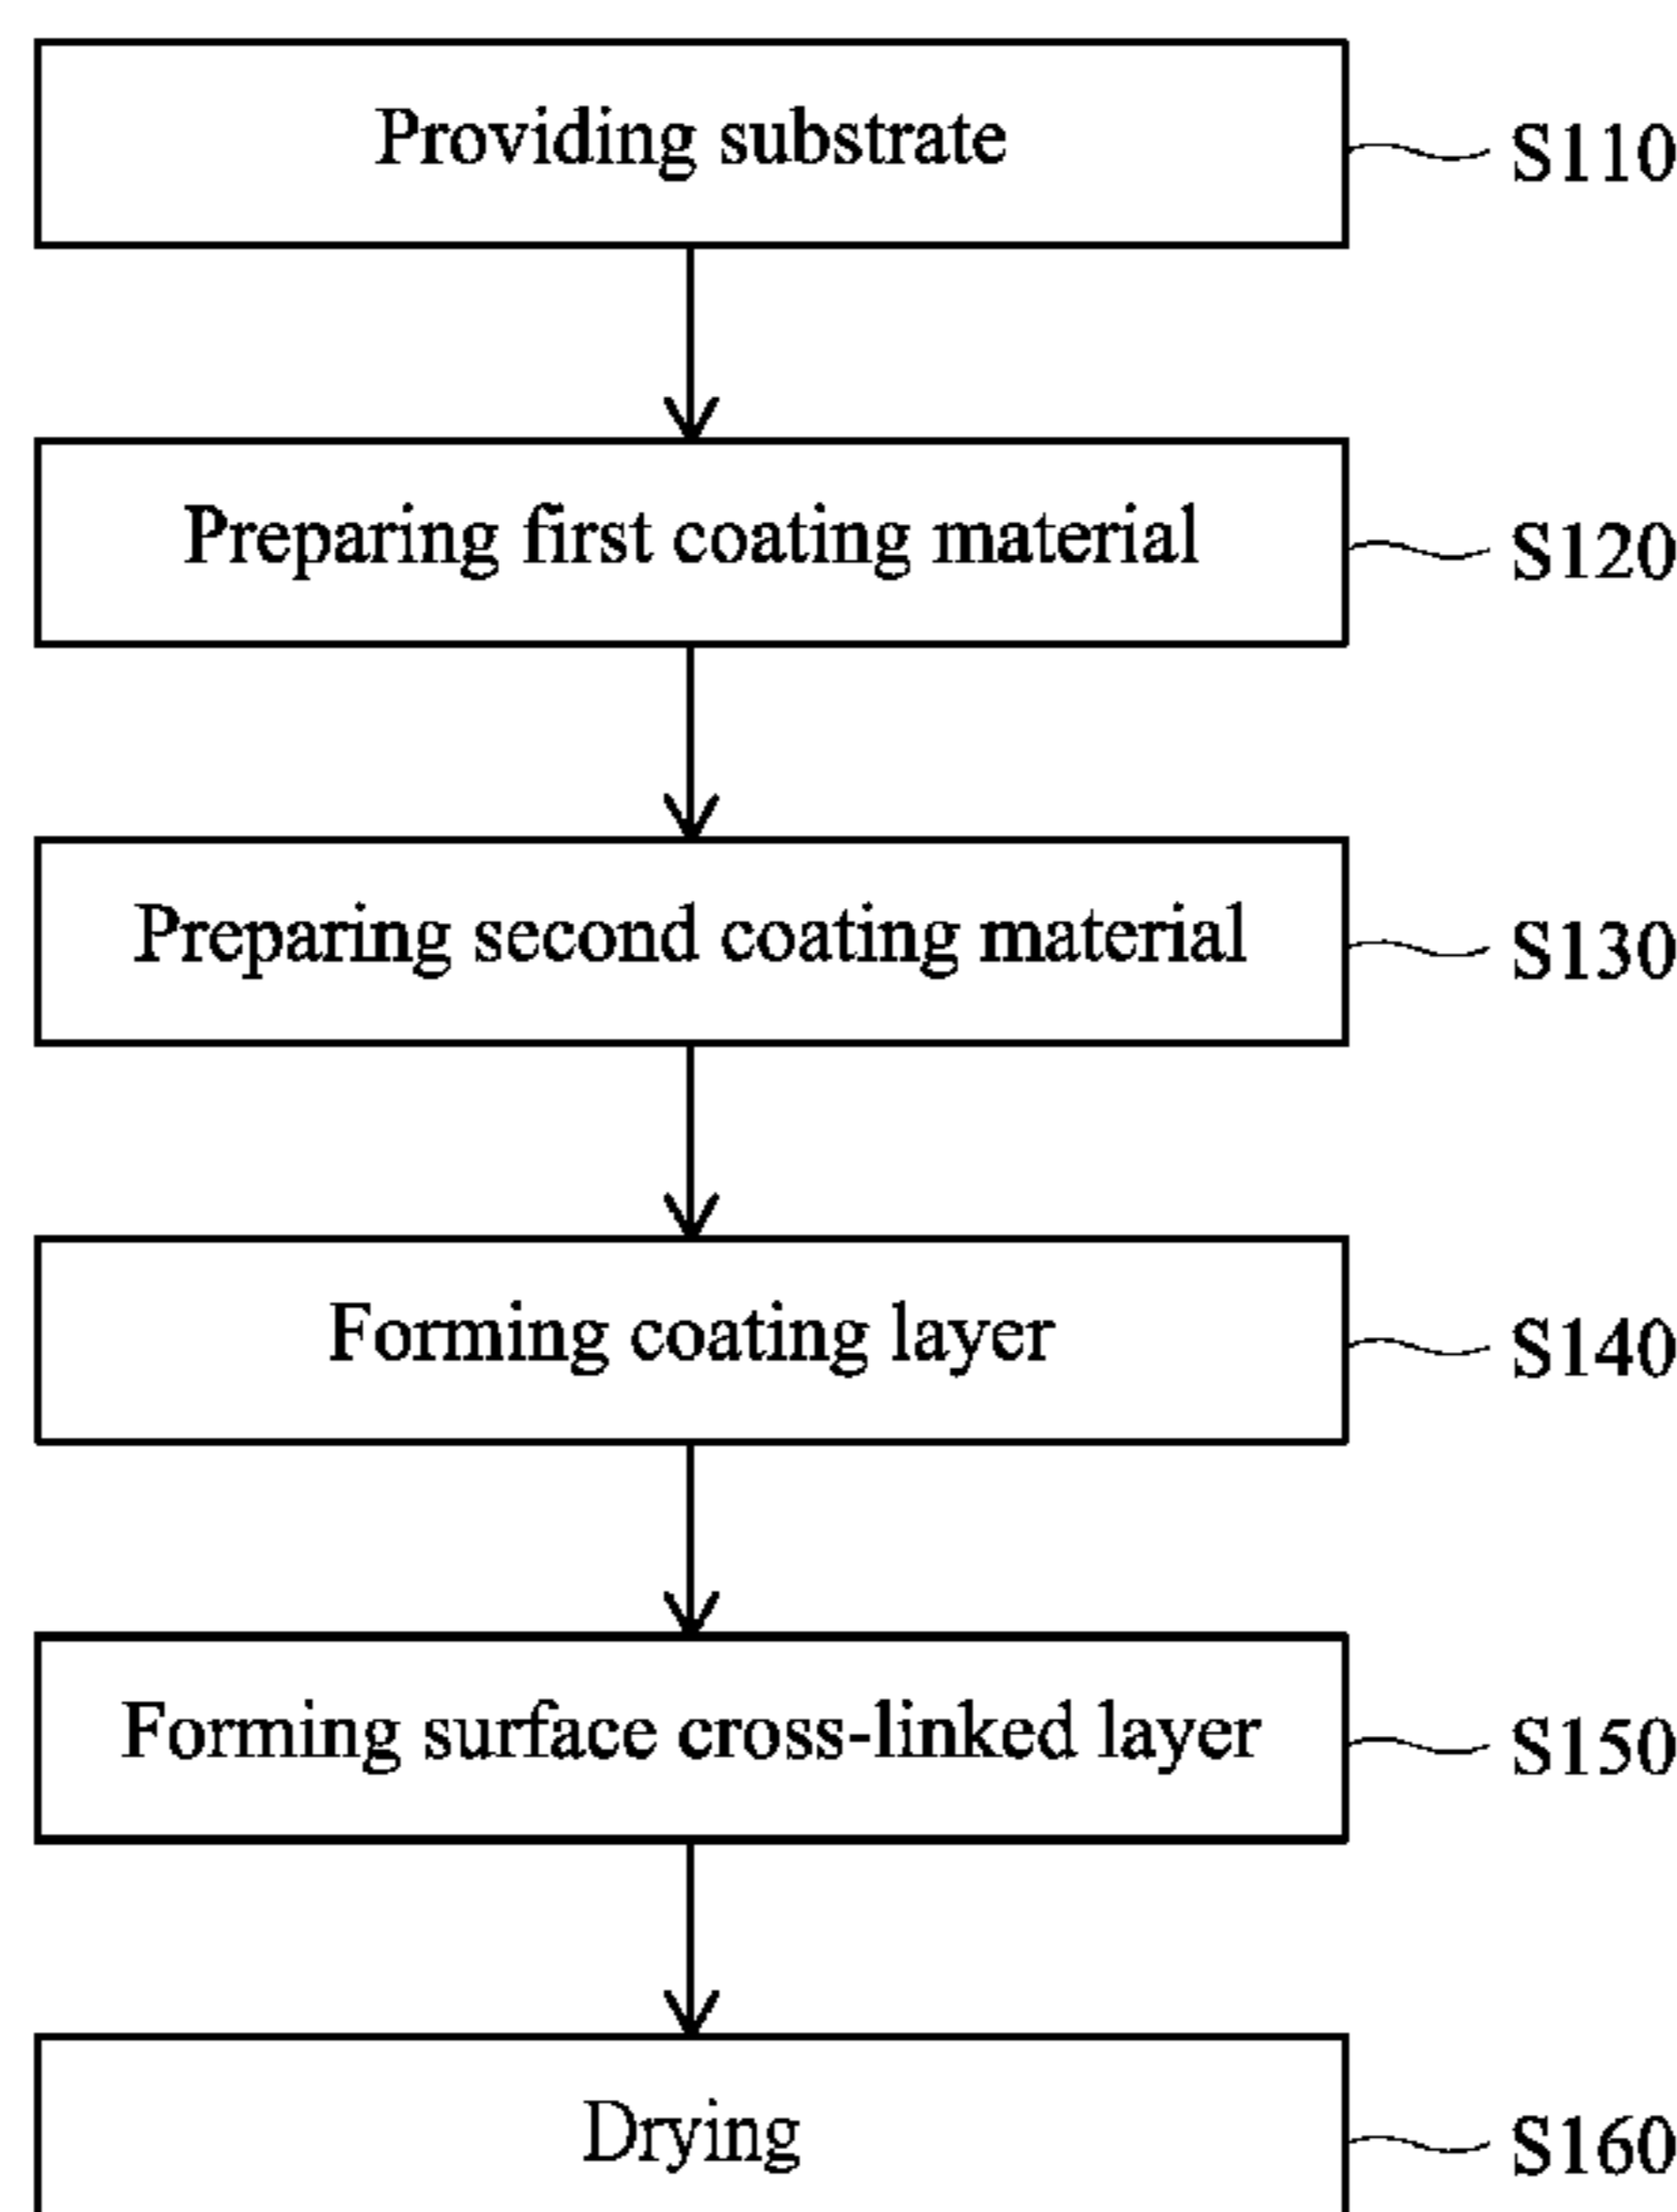 Providing substrate S110
Preparing first coating material S120
Preparing second coating material S130
Forming coating layer S140
Forming surface cross-linked layer S150
Drying S160